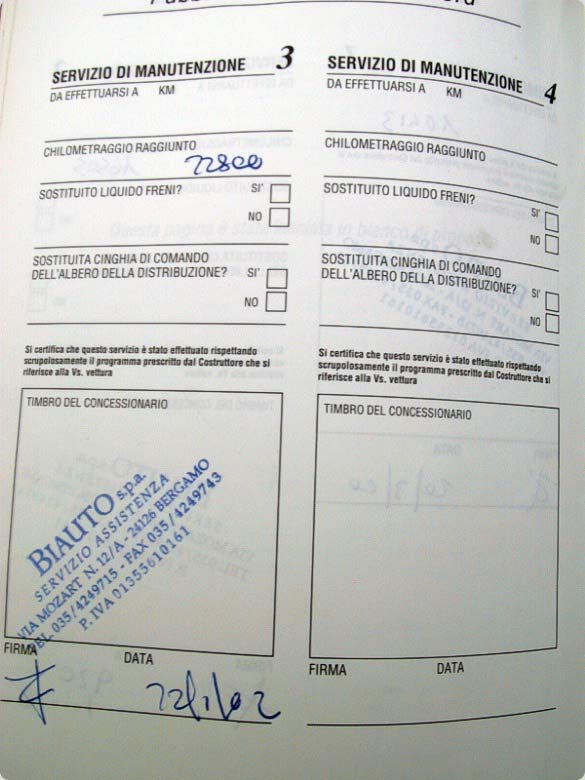 SERVIZIO DI MANUTENZIONE 3
DA EFFETTUARSI A KM
CHILOMETRAGGIO RAGGIUNTO
22800
SOSTITUITO LIQUIDO FRENI? SI'
NO
SOSTITUITA CINGHIA DI COMANDO
DELL'ALBERO DELLA DISTRIBUZIONE? SI'
NO
Si certifica che questo servizio è stato effettuato rispettando
scrupolosamente il programma prescritto dal Costruttore che si
riferisce alla Vs. vettura
TIMBRO DEL CONCESSIONARIO
BIAUTO s.p.a.
SERVIZIO ASSISTENZA
VIA MOZART N. 12/A - 24126 BERGAMO
TEL. 035/4249715 - FAX 035/4249743
P. IVA 01355610161
FIRMA DATA
22/1/02
SERVIZIO DI MANUTENZIONE 4
DA EFFETTUARSI A KM
CHILOMETRAGGIO RAGGIUNTO
SOSTITUITO LIQUIDO FRENI? SI'
NO
SOSTITUITA CINGHIA DI COMANDO
DELL'ALBERO DELLA DISTRIBUZIONE? SI'
NO
Si certifica che questo servizio è stato effettuato rispettando
scrupolosamente il programma prescritto dal Costruttore che si
riferisce alla Vs. vettura
TIMBRO DEL CONCESSIONARIO
FIRMA DATA